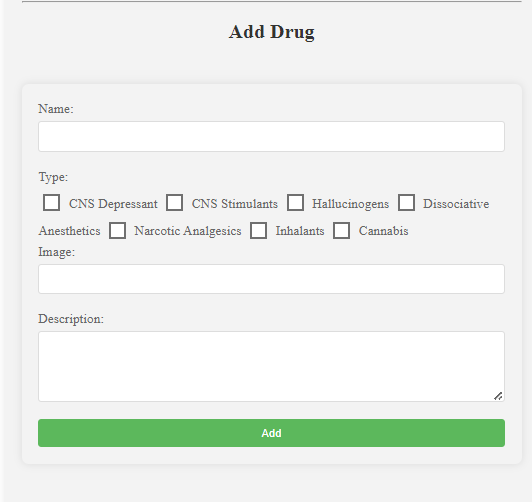 Add Drug
Name:
Type:
CNS Depressant CNS Stimulants Hallucinogens Dissociative
Anesthetics Narcotic Analgesics Inhalants Cannabis
Image:
Description:
Add